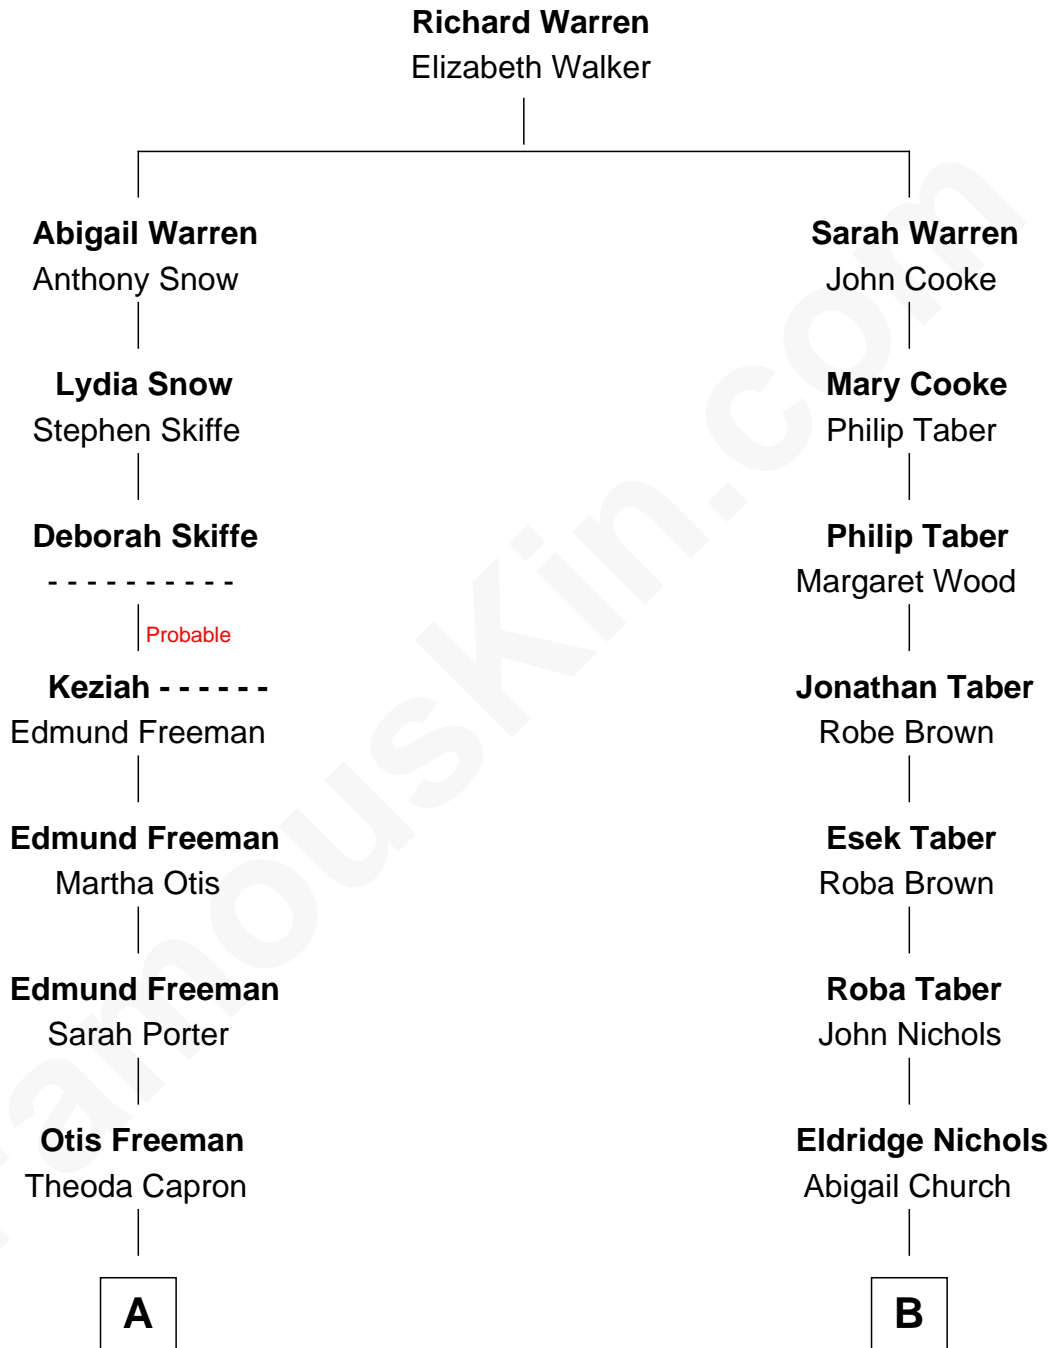 Richard Warren
Elizabeth Walker
Abigail Warren
Anthony Snow
Sarah Warren
John Cooke
Lydia Snow
Stephen Skiffe
Mary Cooke
Philip Taber
Deborah Skiffe
- - - - - - - - - -
Philip Taber
Margaret Wood
Probable
Keziah - - - - - -
Edmund Freeman
Jonathan Taber
Robe Brown
Edmund Freeman
Martha Otis
Esek Taber
Roba Brown
Edmund Freeman
Sarah Porter
Roba Taber
John Nichols
Otis Freeman
Theoda Capron
Eldridge Nichols
Abigail Church
A
B
FamousKin.com